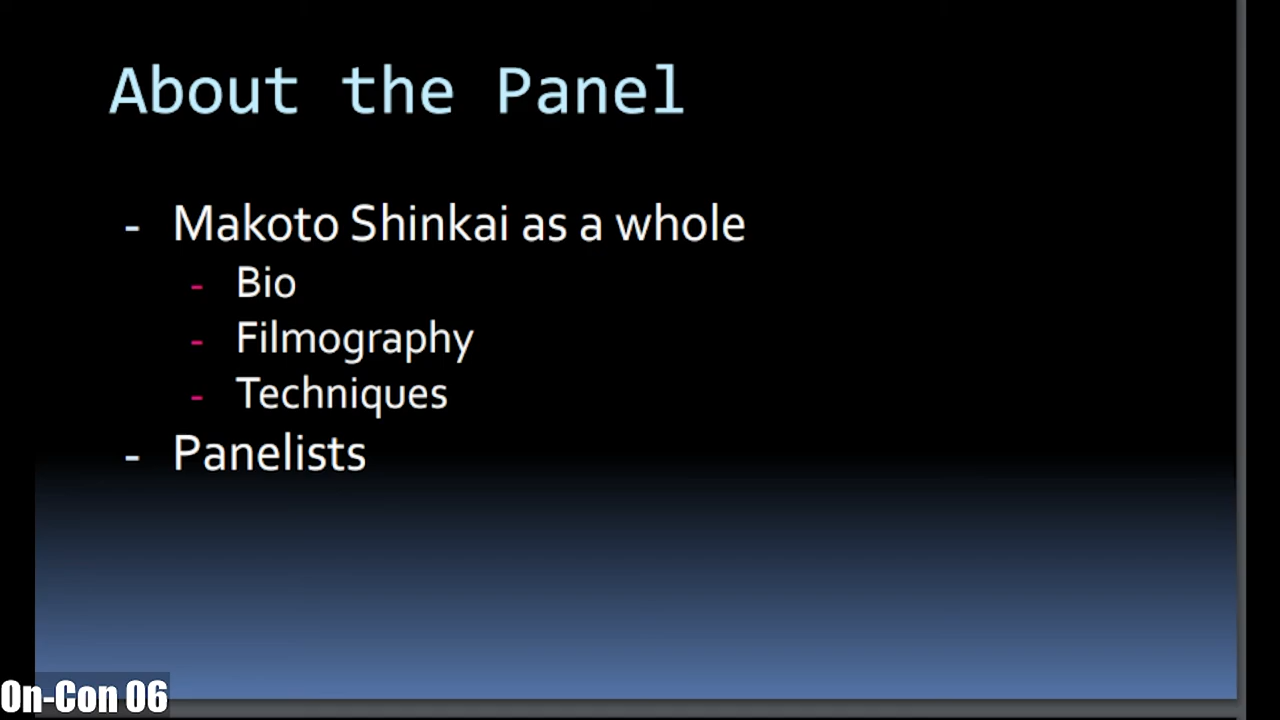 About the Panel
- Makoto Shinkai as a whole
- Bio
- Filmography
- Techniques
- Panelists
On-Con 06